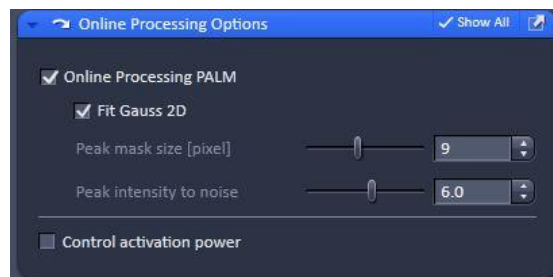 Online Processing Options Show All
Online Processing PALM
Fit Gauss 2D
Peak mask size [pixel] 9
Peak intensity to noise 6.0
Control activation power